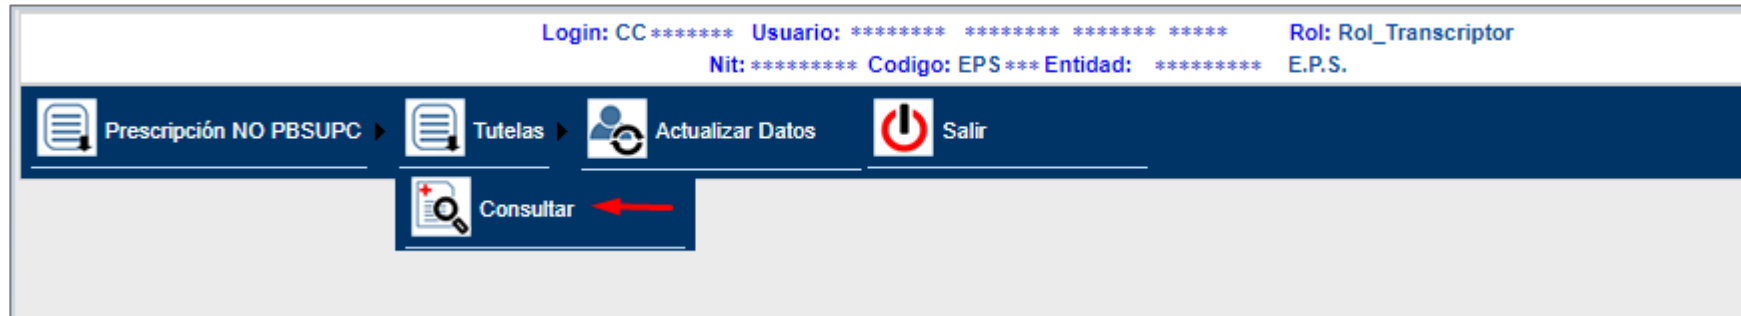 Login: CC ******* Usuario: ******** ******** ******* ***** Rol: Rol_Transcriptor
Nit: ********* Codigo: EPS *** Entidad: ********* E.P.S.
Prescripción NO PBSUPC Tutelas Actualizar Datos Salir
Consultar